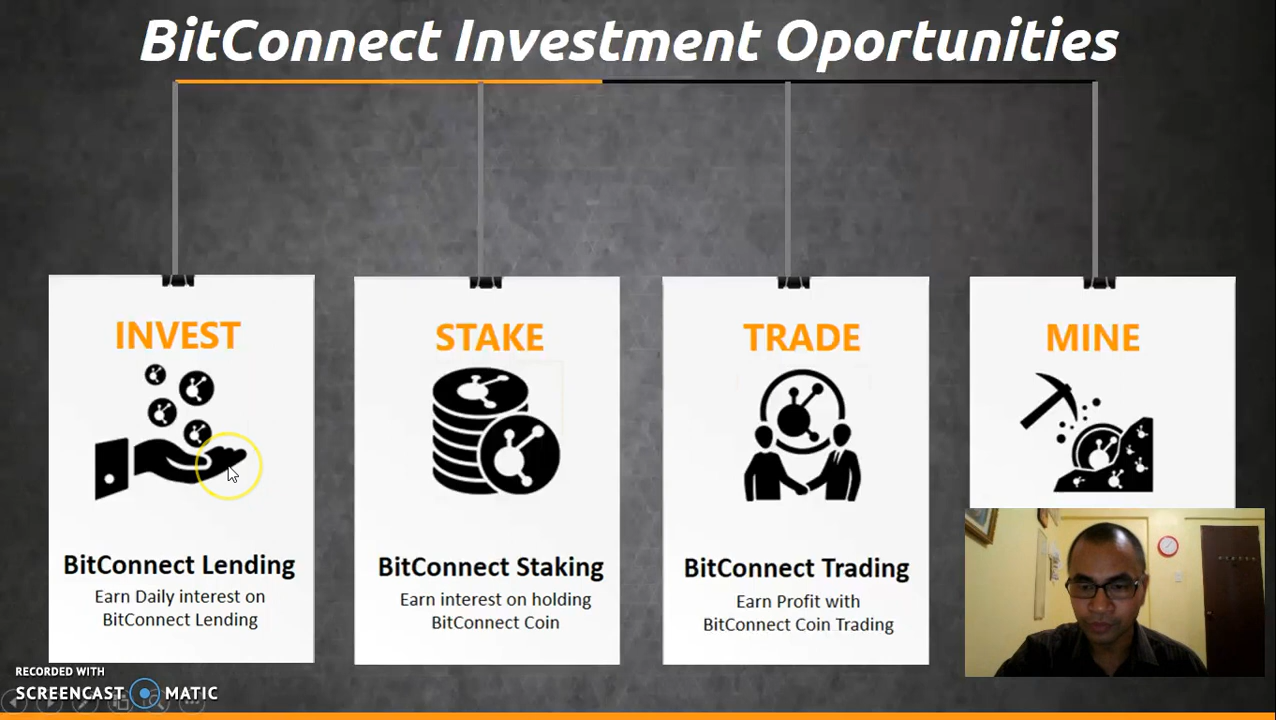 BitConnect Investment Oportunities
INVEST
BitConnect Lending
Earn Daily interest on
BitConnect Lending
STAKE
BitConnect Staking
Earn interest on holding
BitConnect Coin
TRADE
BitConnect Trading
Earn Profit with
BitConnect Coin Trading
MINE
RECORDED WITH
SCREENCAST MATIC